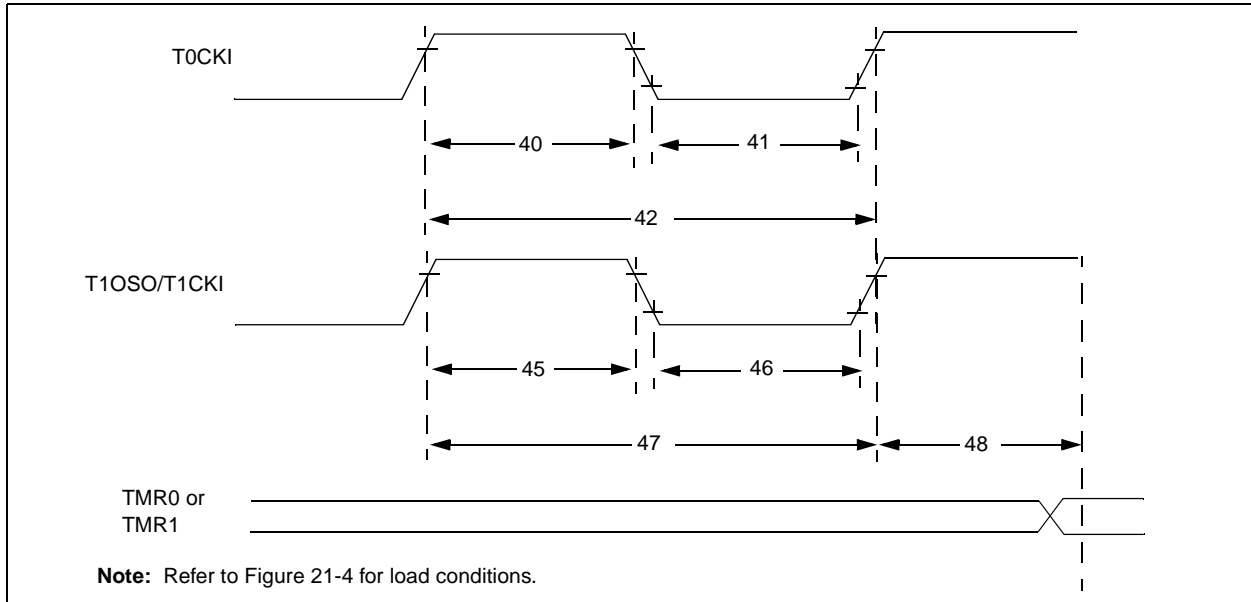 T0CKI
40
41
42
T1OSO/T1CKI
45
46
47
48
TMR0 or
TMR1
Note: Refer to Figure 21-4 for load conditions.